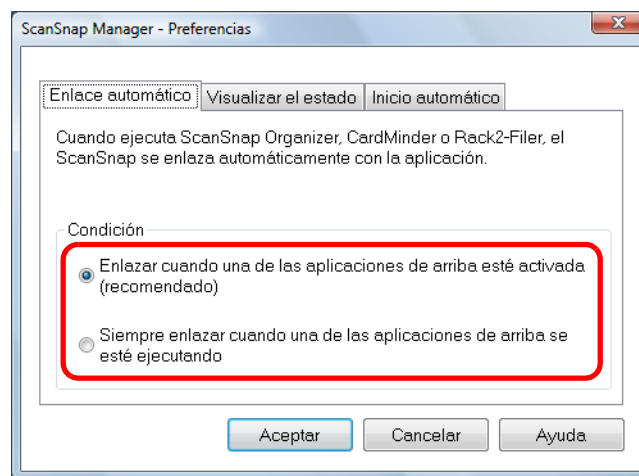 ScanSnap Manager - Preferencias
Enlace automático Visualizar el estado Inicio automático
Cuando ejecuta ScanSnap Organizer, CardMinder o Rack2-Filer, el
ScanSnap se enlaza automáticamente con la aplicación.
Condición
Enlazar cuando una de las aplicaciones de arriba esté activada
(recomendado)
Siempre enlazar cuando una de las aplicaciones de arriba se
esté ejecutando
Aceptar Cancelar Ayuda